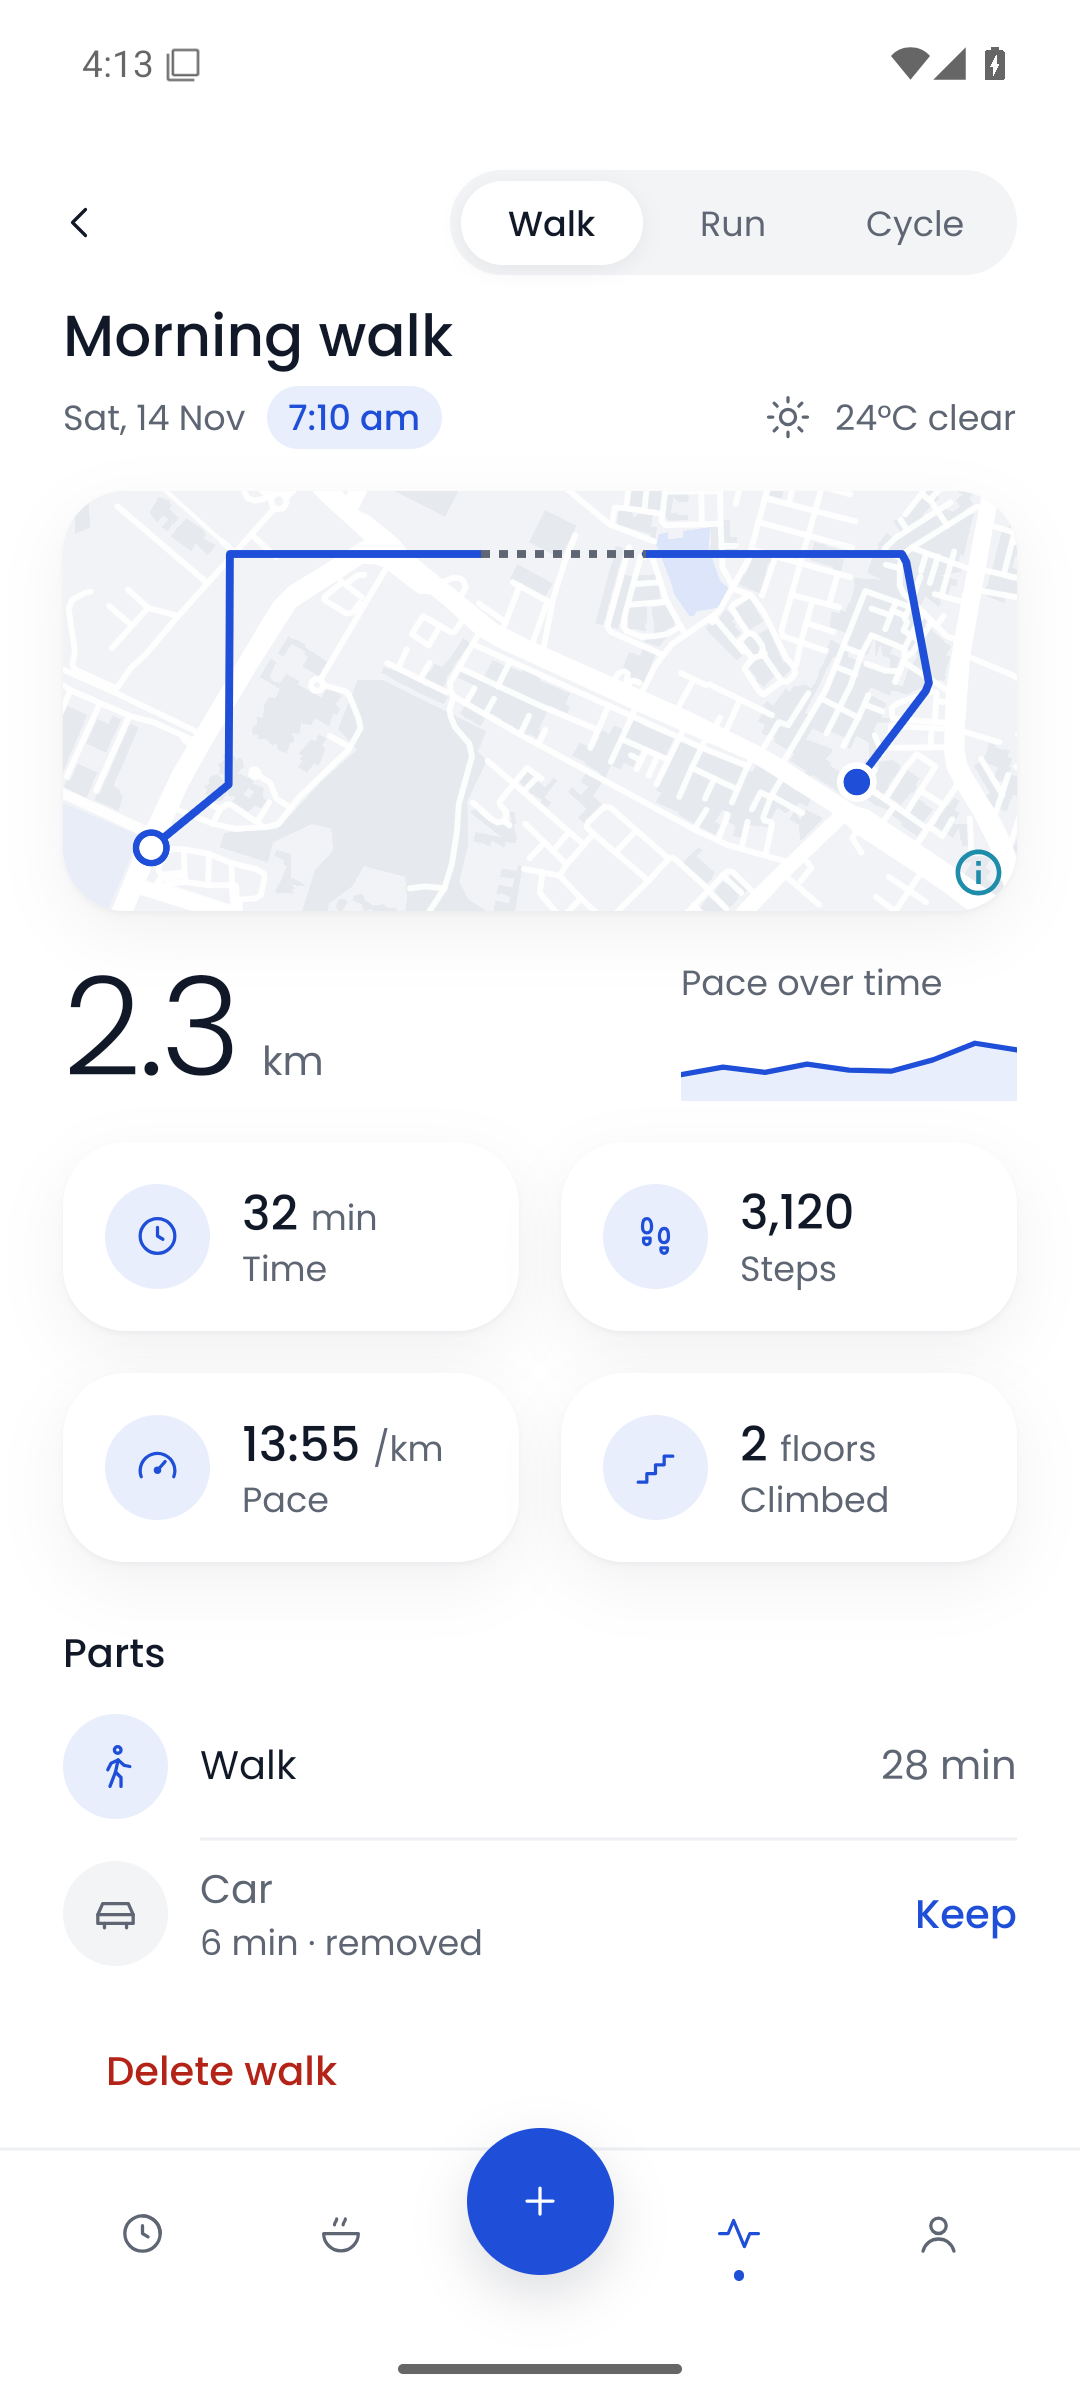 4:13
Walk
Run
Cycle
Morning walk
Sat, 14 Nov
7:10 am
24°C clear
2.3 km
Pace over time
32 min
Time
3,120
Steps
13:55 /km
Pace
2 floors
Climbed
Parts
Walk
28 min
Car
6 min · removed
Keep
Delete walk